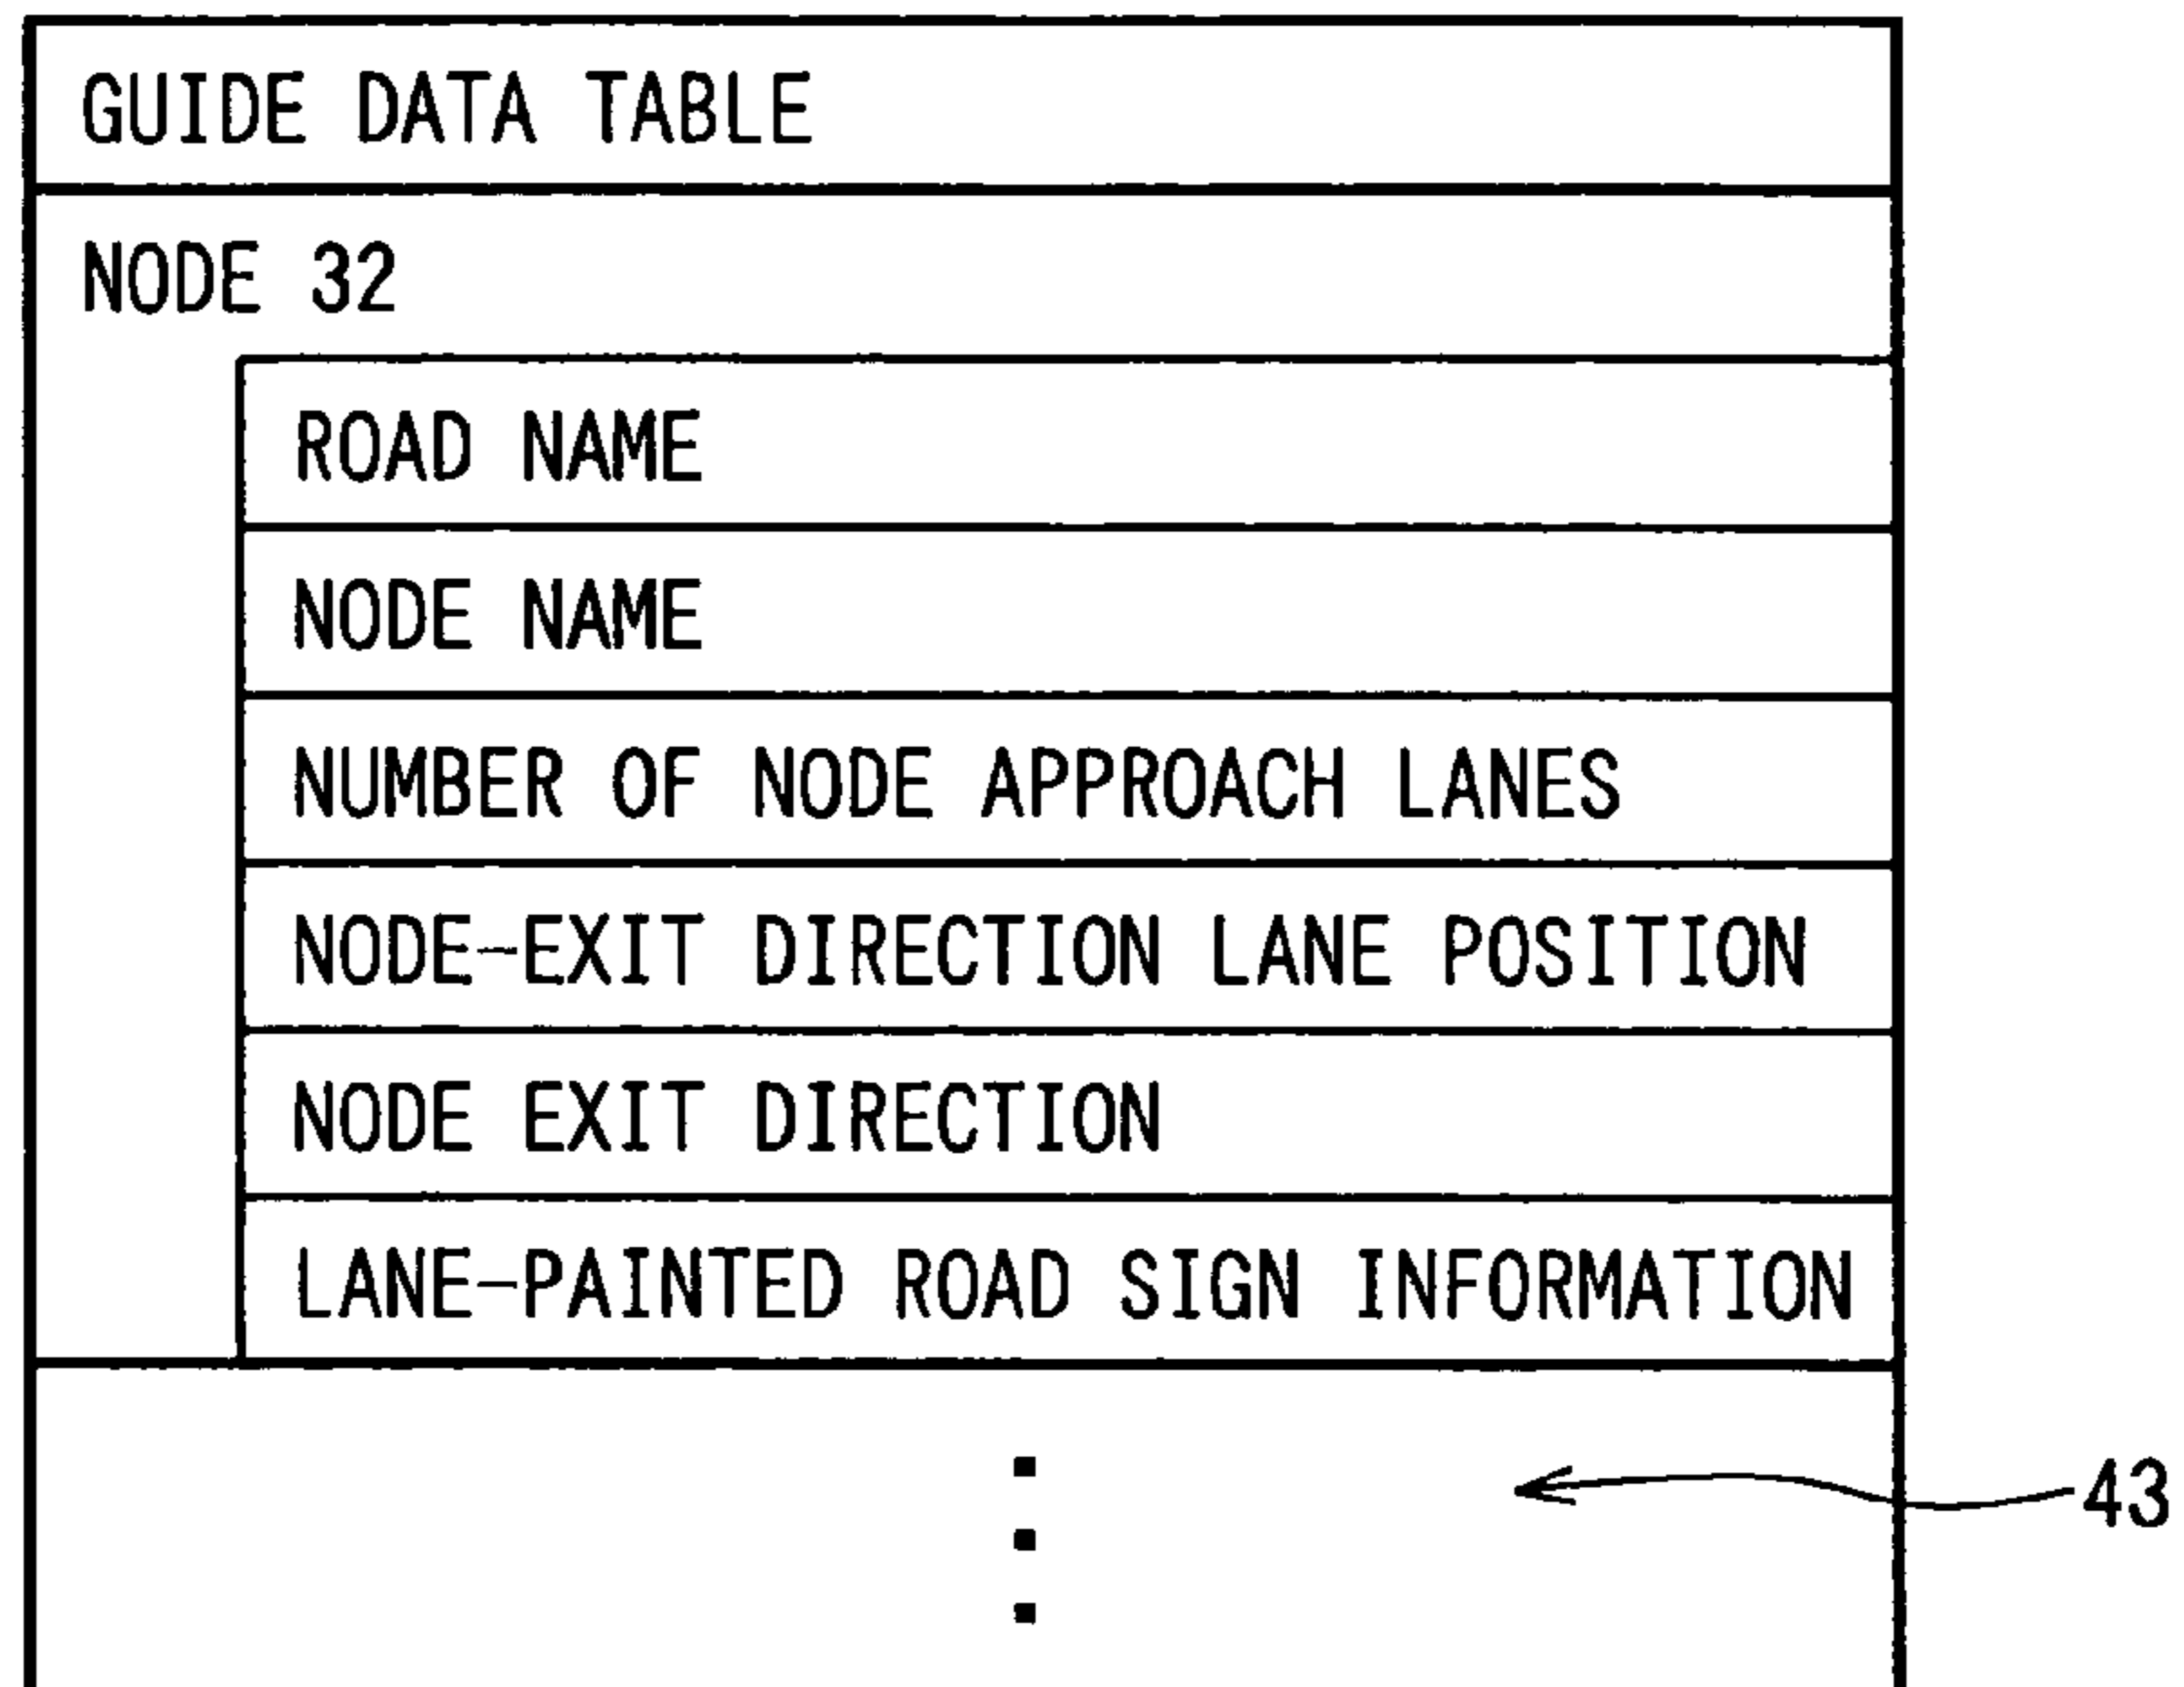 GUIDE DATA TABLE
NODE 32
ROAD NAME
NODE NAME
NUMBER OF NODE APPROACH LANES
NODE-EXIT DIRECTION LANE POSITION
NODE EXIT DIRECTION
LANE-PAINTED ROAD SIGN INFORMATION
43